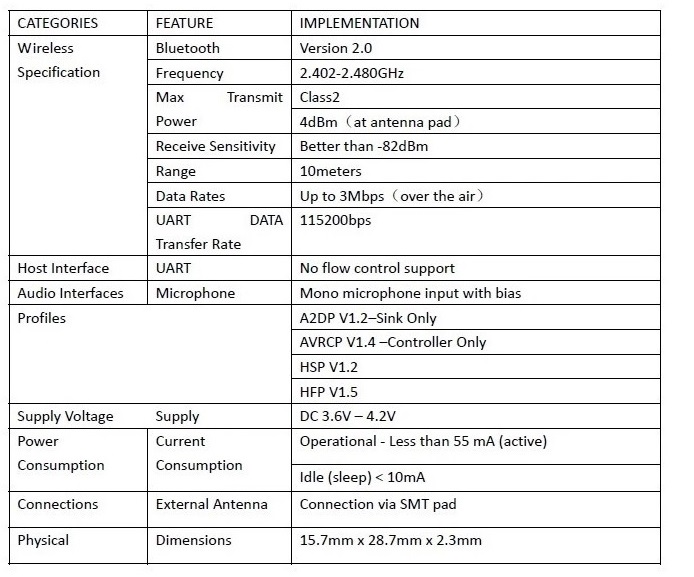 CATEGORIES FEATURE IMPLEMENTATION
Wireless Bluetooth Version 2.0
Specification Frequency 2.402-2.480GHz
Max Transmit Class2
Power 4dBm（at antenna pad）
Receive Sensitivity Better than -82dBm
Range 10meters
Data Rates Up to 3Mbps（over the air）
UART DATA 115200bps
Transfer Rate
Host Interface UART No flow control support
Audio Interfaces Microphone Mono microphone input with bias
Profiles A2DP V1.2–Sink Only
AVRCP V1.4 –Controller Only
HSP V1.2
HFP V1.5
Supply Voltage Supply DC 3.6V – 4.2V
Power Current Operational - Less than 55 mA (active)
Consumption Consumption
Idle (sleep) < 10mA
Connections External Antenna Connection via SMT pad
Physical Dimensions 15.7mm x 28.7mm x 2.3mm